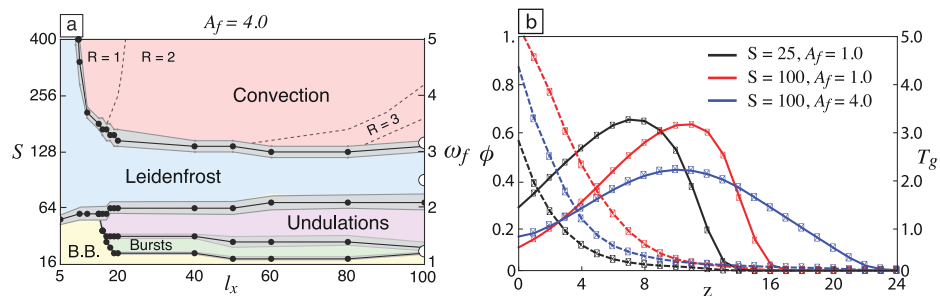 a
A_f = 4.0
400
256
128
64
16
S
5
4
3
2
1
ω_f
R = 1
R = 2
R = 3
Convection
Leidenfrost
Undulations
Bursts
B.B.
5
20
40
60
80
100
l_x
b
1
0.8
0.6
0.4
0.2
0
ϕ
5.0
4.0
3.0
2.0
1.0
0
T_g
S = 25, A_f = 1.0
S = 100, A_f = 1.0
S = 100, A_f = 4.0
0
4
8
12
16
20
24
z